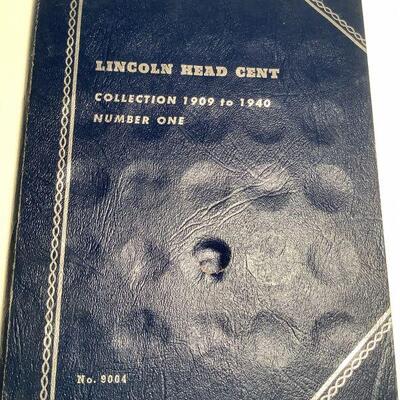 LINCOLN HEAD CENT
COLLECTION 1909 to 1940
NUMBER ONE
No. 9004